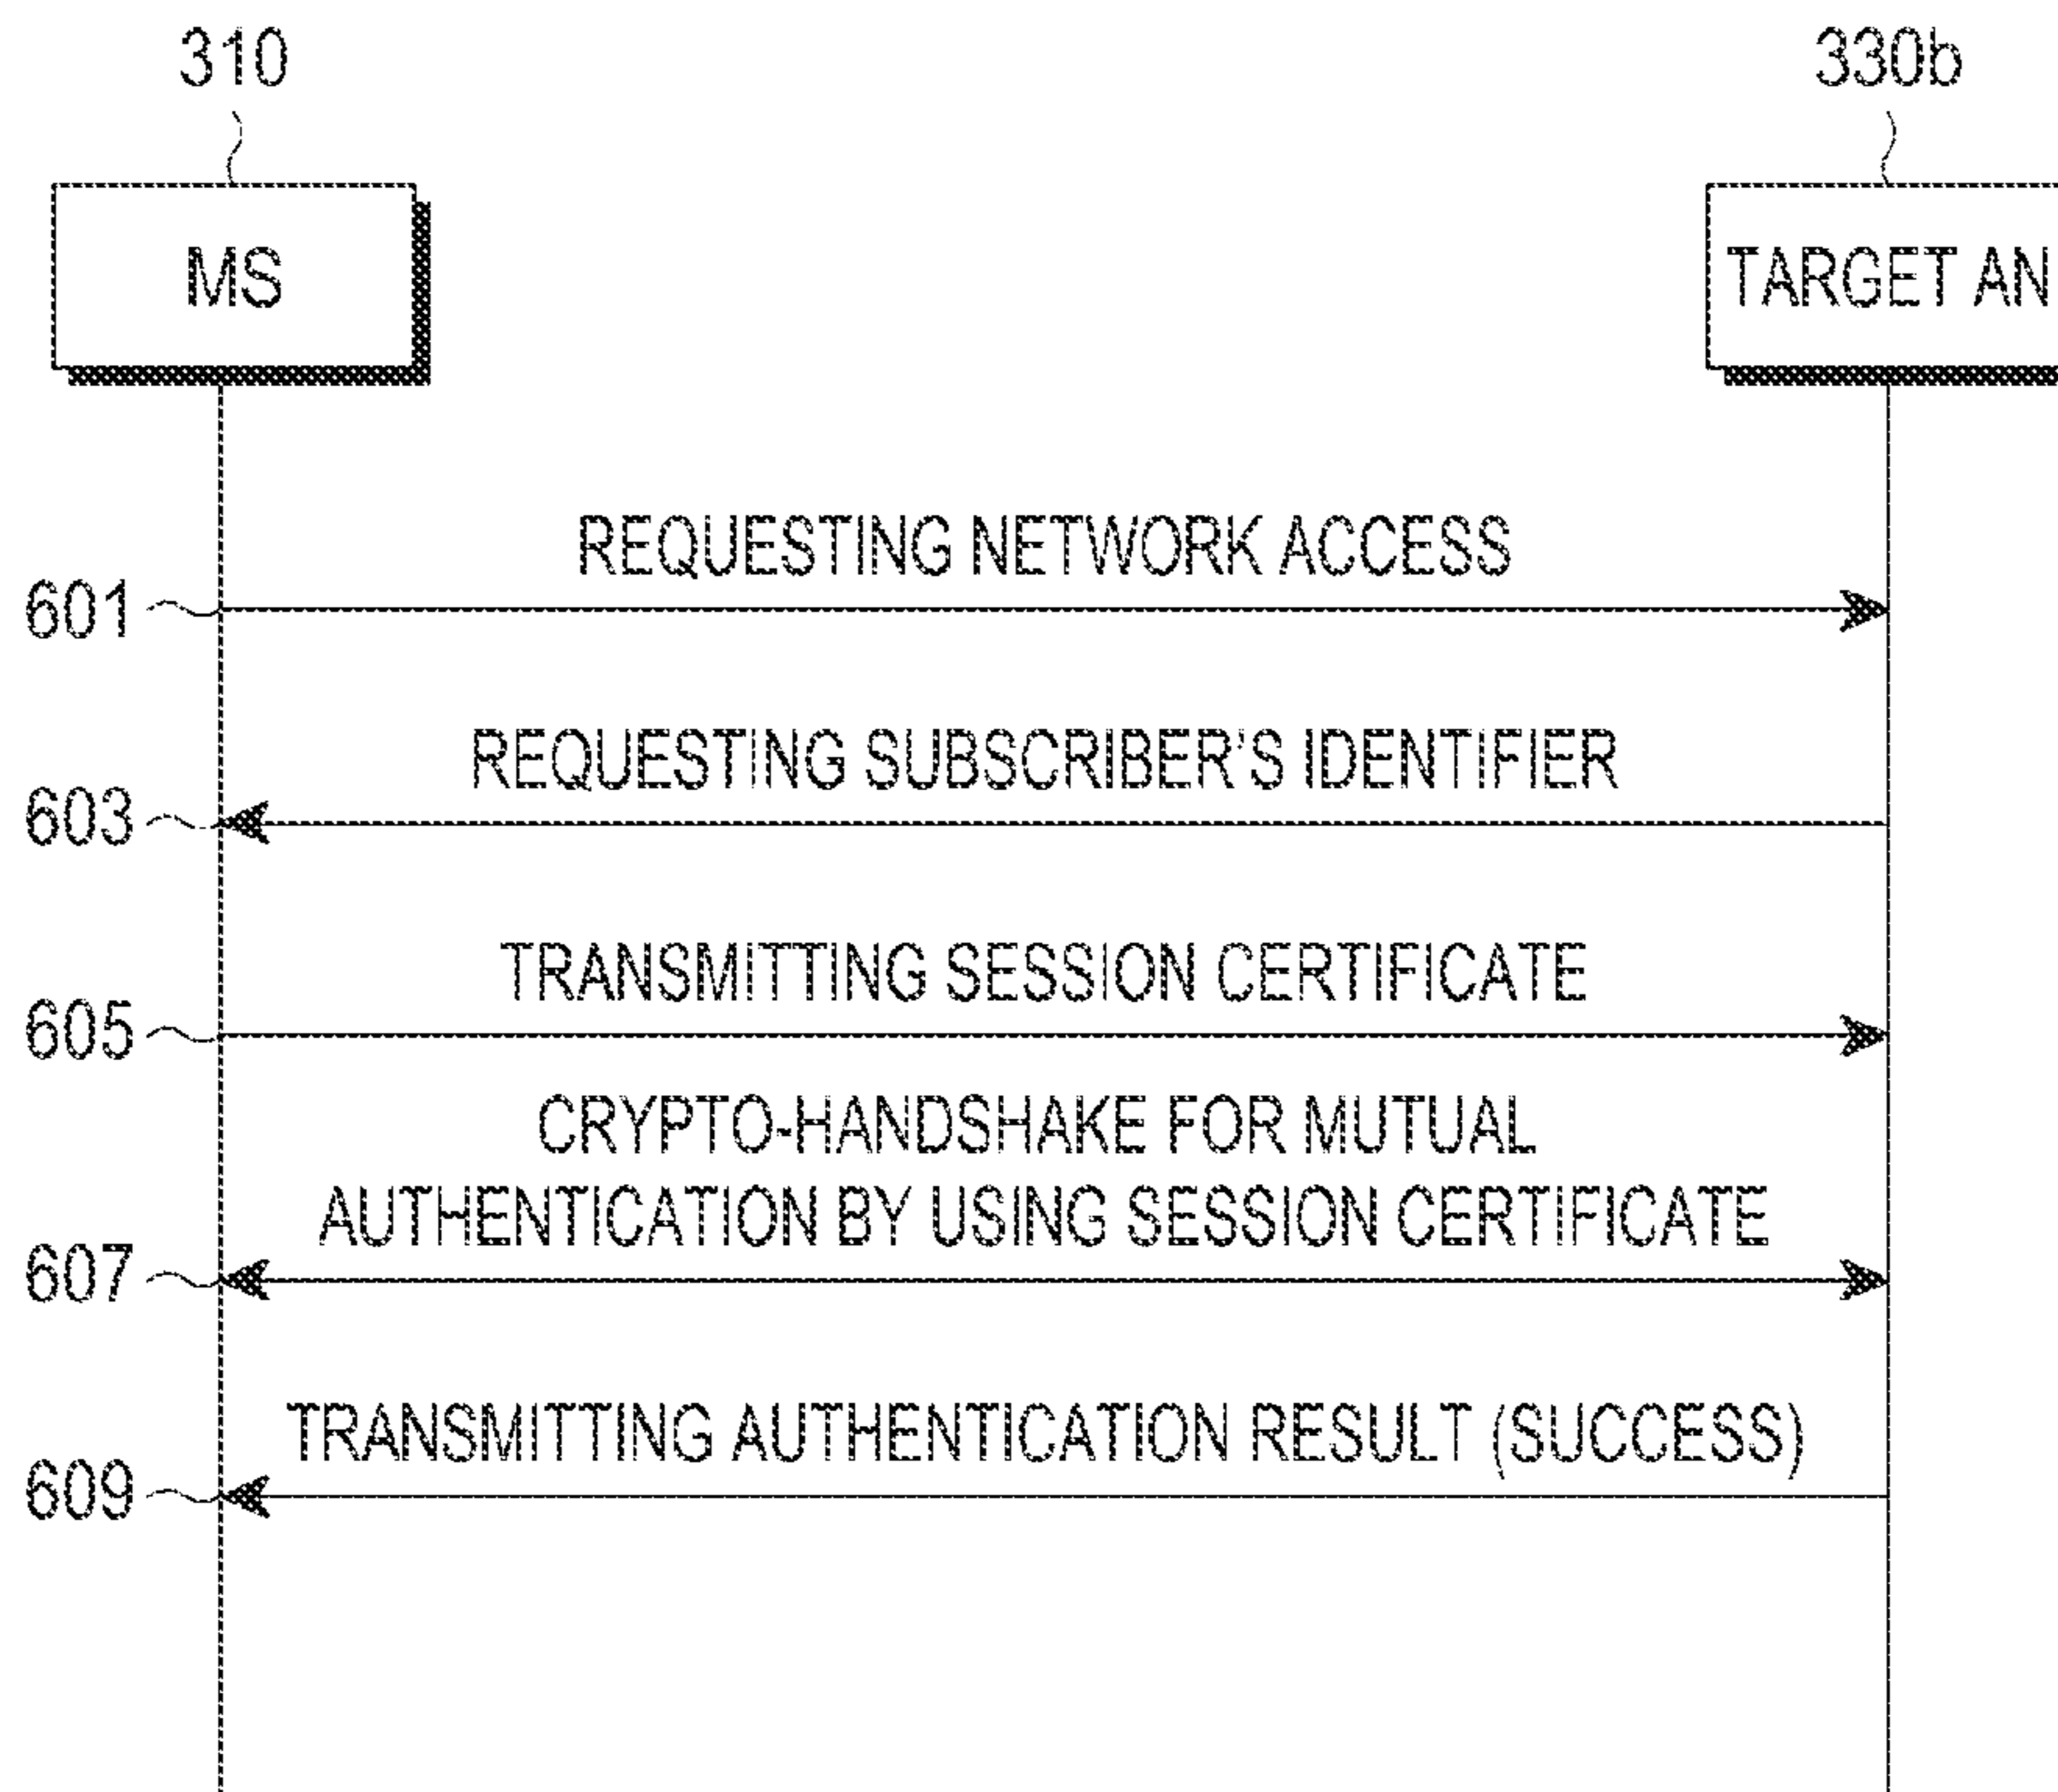 310
330b
MS
TARGET AN
REQUESTING NETWORK ACCESS
601
REQUESTING SUBSCRIBER'S IDENTIFIER
603
TRANSMITTING SESSION CERTIFICATE
605
CRYPTO-HANDSHAKE FOR MUTUAL
AUTHENTICATION BY USING SESSION CERTIFICATE
607
TRANSMITTING AUTHENTICATION RESULT (SUCCESS)
609